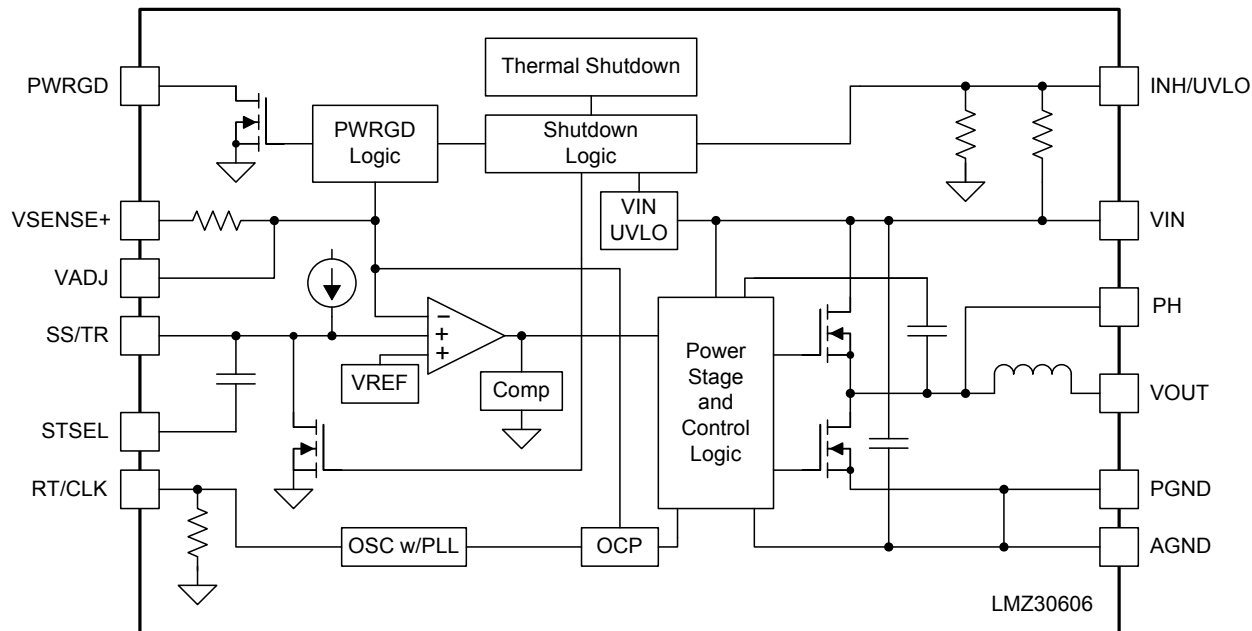 Thermal Shutdown
PWRGD
INH/UVLO
PWRGD
Logic
Shutdown
Logic
VSENSE+
VIN
UVLO
VIN
VADJ
PH
SS/TR
−
+
+
VREF
Comp
Power
Stage
and
Control
Logic
VOUT
STSEL
RT/CLK
PGND
OSC w/PLL
OCP
AGND
LMZ30606